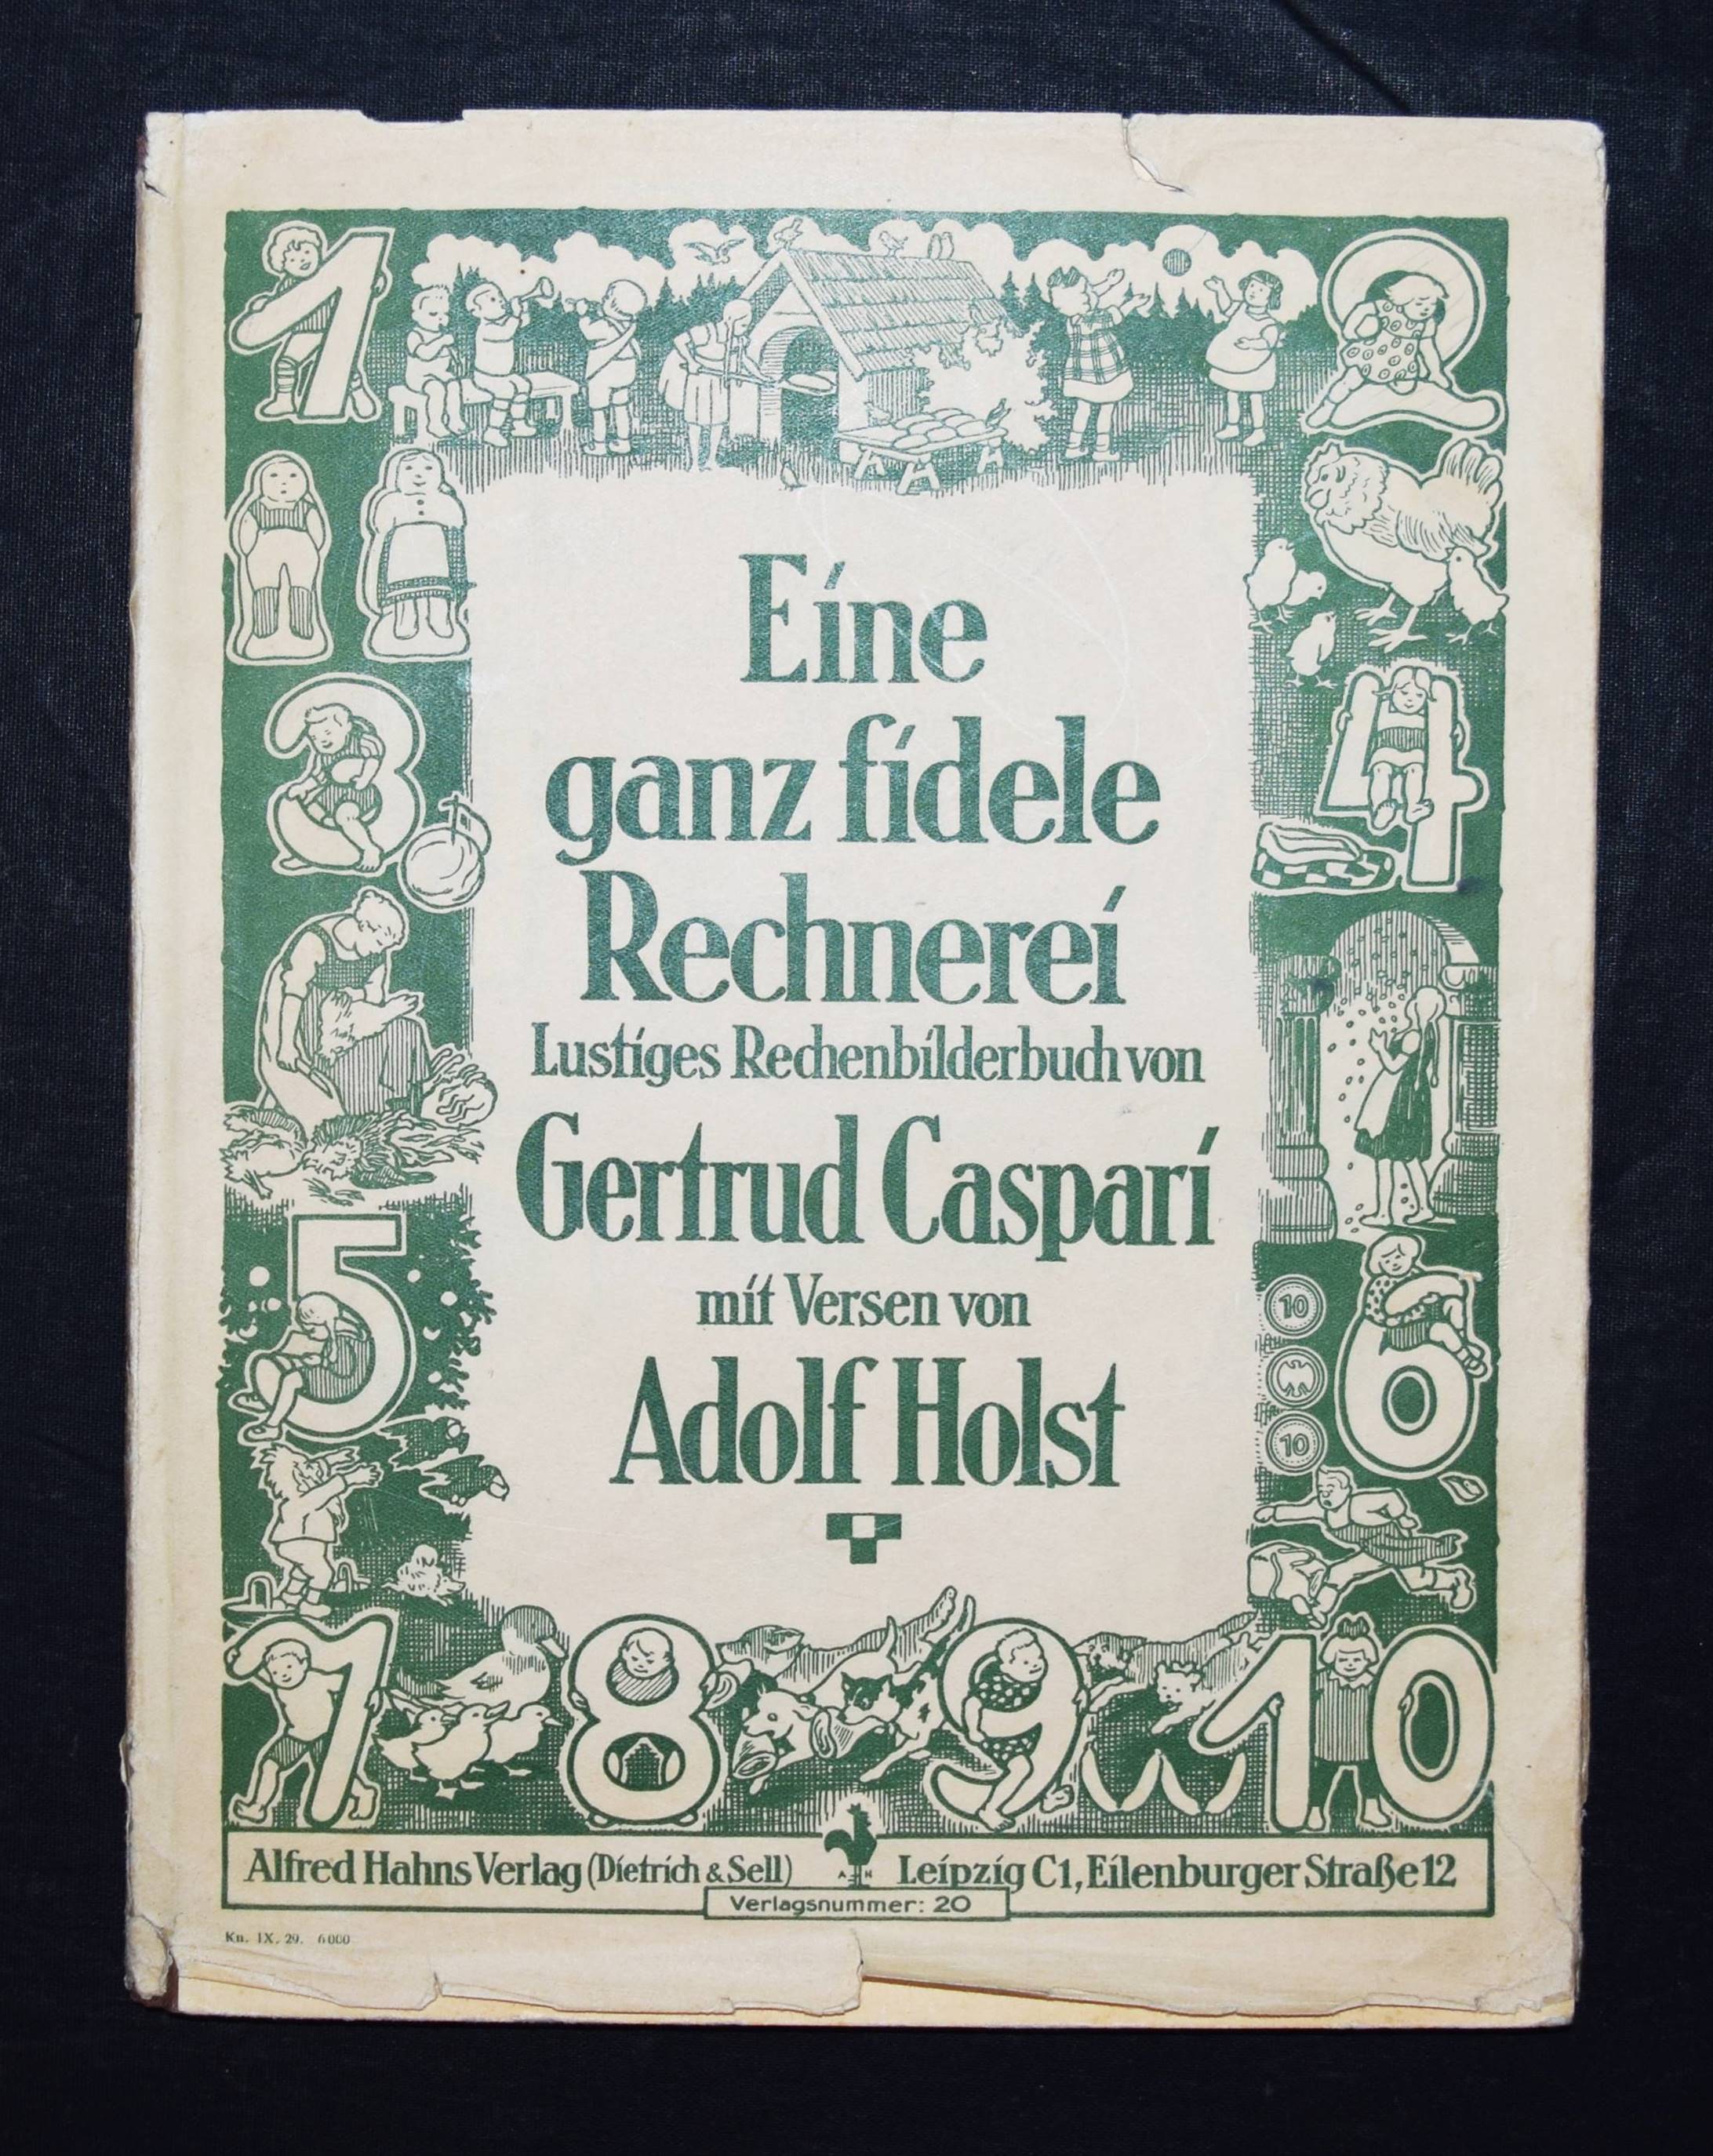 1
2
Eine
ganz fidele
Rechnerei
Lustiges Rechenbilderbuch von
Gertrud Caspari
mit Versen von
Adolf Holst
3
4
5
10
10
6
7
8
9
10
Alfred Hahns Verlag (Dietrich & Sell)
A H
Leipzig C1, Eilenburger Straße 12
Verlagsnummer: 20
Kn. IX. 29. 6000